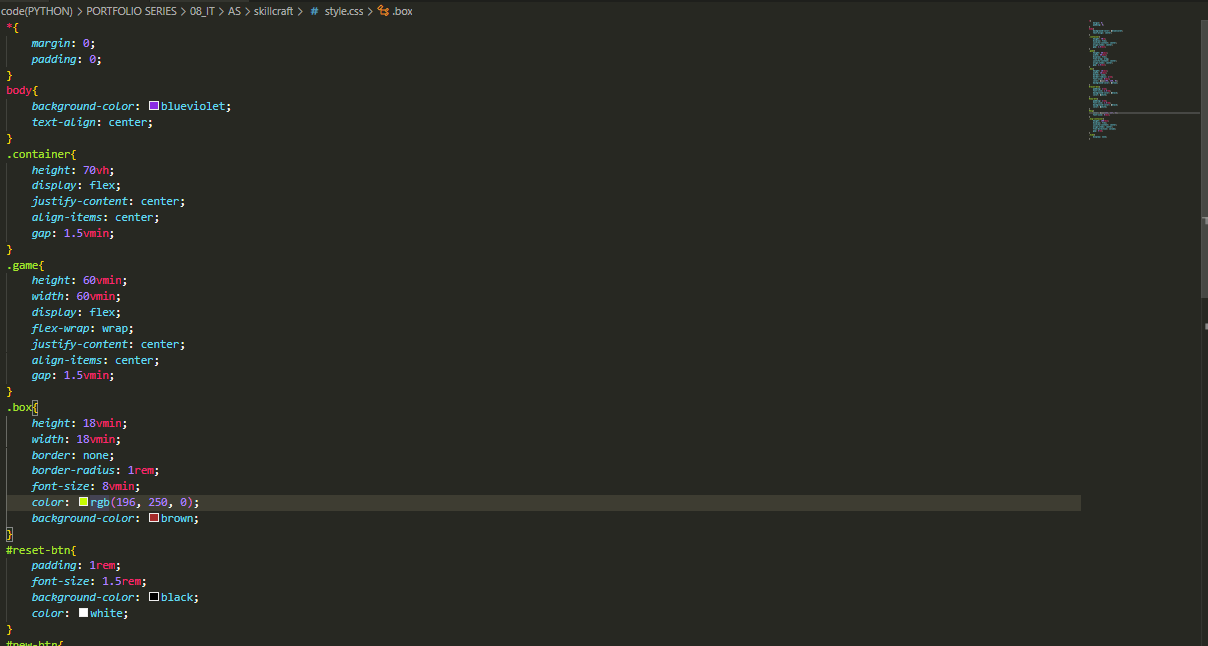 code(PYTHON) > PORTFOLIO SERIES > 08_IT > AS > skillcraft > # style.css > .box
*{
margin: 0;
padding: 0;
}
body{
background-color: blueviolet;
text-align: center;
}
.container{
height: 70vh;
display: flex;
justify-content: center;
align-items: center;
gap: 1.5vmin;
}
.game{
height: 60vmin;
width: 60vmin;
display: flex;
flex-wrap: wrap;
justify-content: center;
align-items: center;
gap: 1.5vmin;
}
.box{
height: 18vmin;
width: 18vmin;
border: none;
border-radius: 1rem;
font-size: 8vmin;
color: rgb(196, 250, 0);
background-color: brown;
}
#reset-btn{
padding: 1rem;
font-size: 1.5rem;
background-color: black;
color: white;
}
#new-btn{